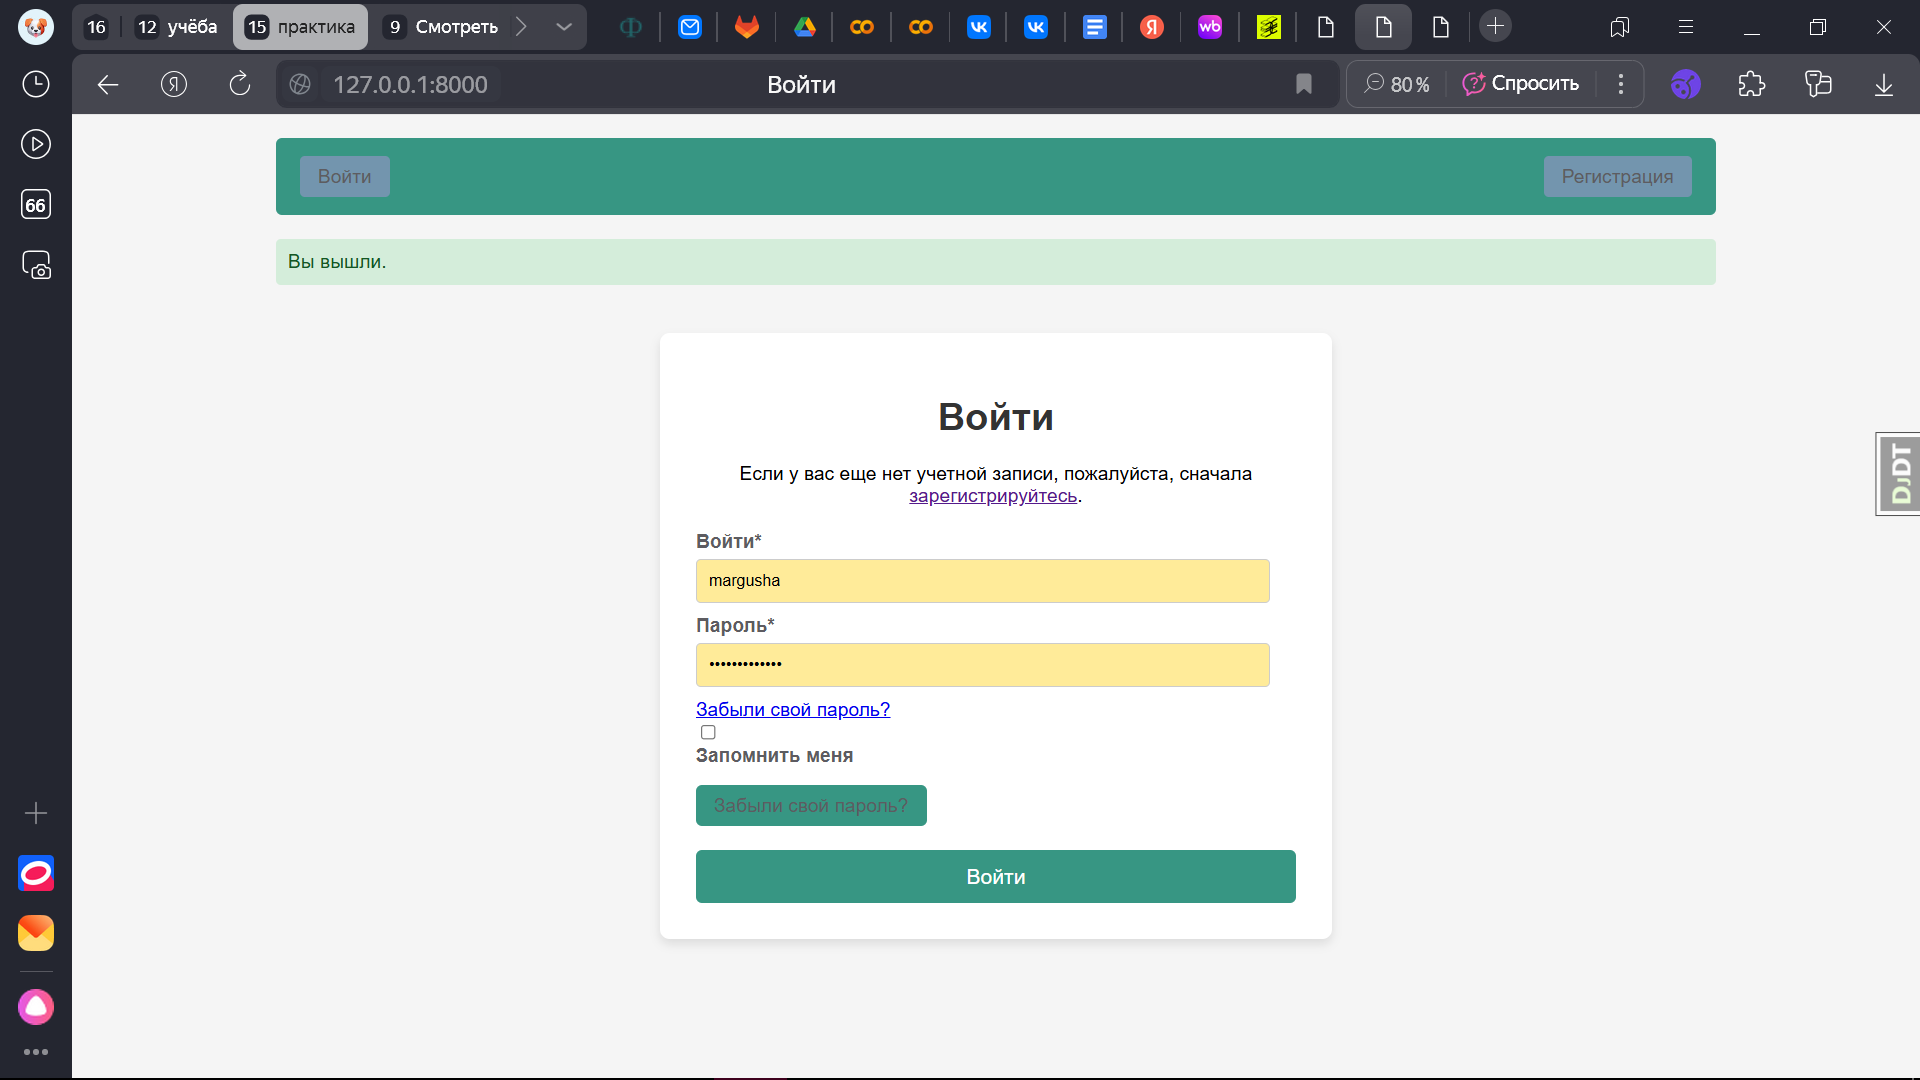 16
12 учёба
15 практика
9 Смотреть
wb
127.0.0.1:8000
Войти
80 %
Спросить
66
Войти
Регистрация
Вы вышли.
Войти
Если у вас еще нет учетной записи, пожалуйста, сначала
зарегистрируйтесь.
Войти*
margusha
Пароль*
•••••••••••••
Забыли свой пароль?
Запомнить меня
Забыли свой пароль?
Войти
DJDT